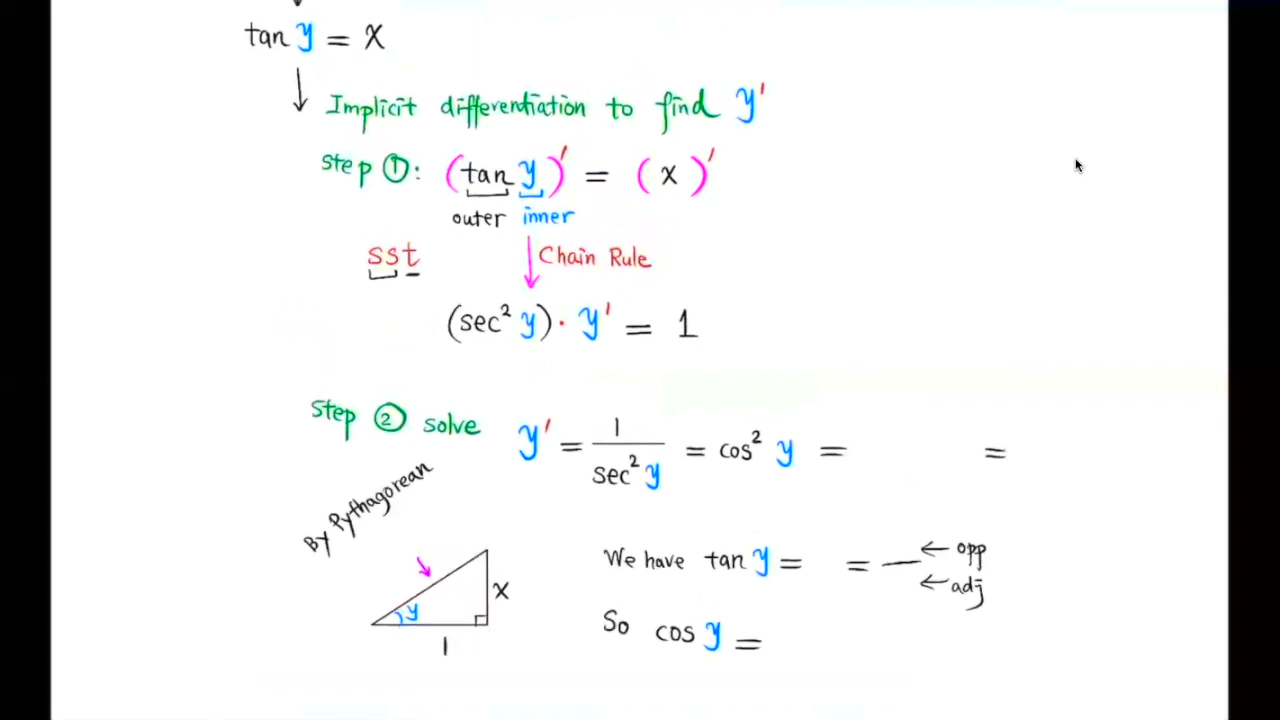 tan y = x
↓ Implicit differentiation to find y'
Step ①: (tan y)' = (x)'
outer inner
sst
Chain Rule
(sec² y) · y' = 1
Step ② solve y' = 1/sec² y = cos² y = =
By Pythagorean
We have tan y = = — ← opp
← adj
x
y
So cos y =
1